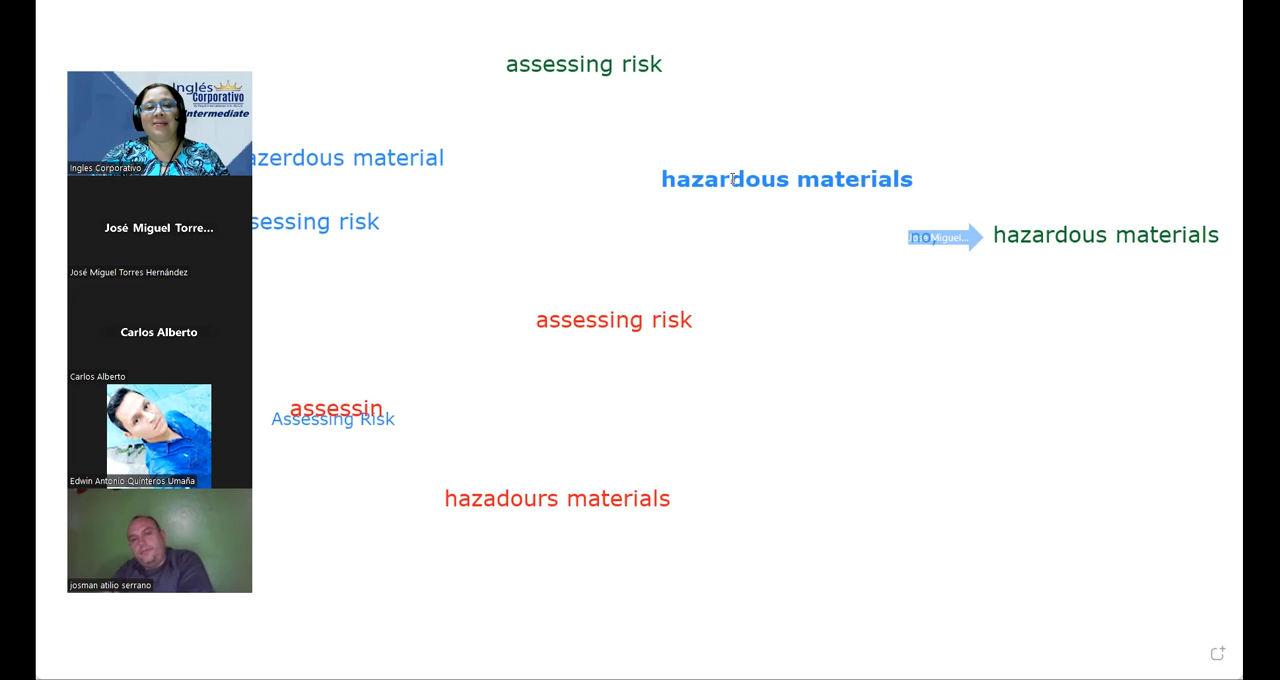 assessing risk
Inglés
Corporativo
Intermediate
Ingles Corporativo
azerdous material
hazardous materials
José Miguel Torre...
sessing risk
no,
Miguel...
hazardous materials
José Miguel Torres Hernández
assessing risk
Carlos Alberto
Carlos Alberto
assessin
Assessing Risk
Edwin Antonio Quinteros Umaña
hazadours materials
josman atilio serrano